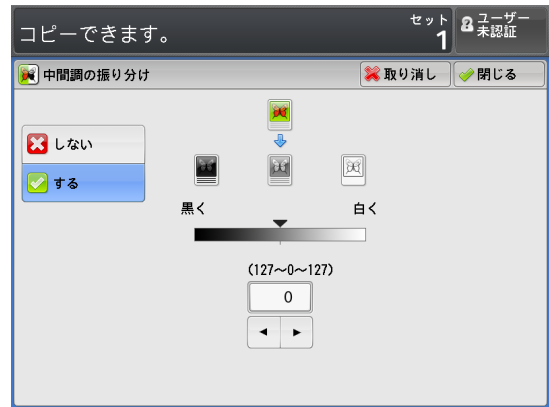 コピーできます。
セット
1
ユーザー
未認証
中間調の振り分け
取り消し
閉じる
しない
する
黒く
白く
(127～0～127)
0